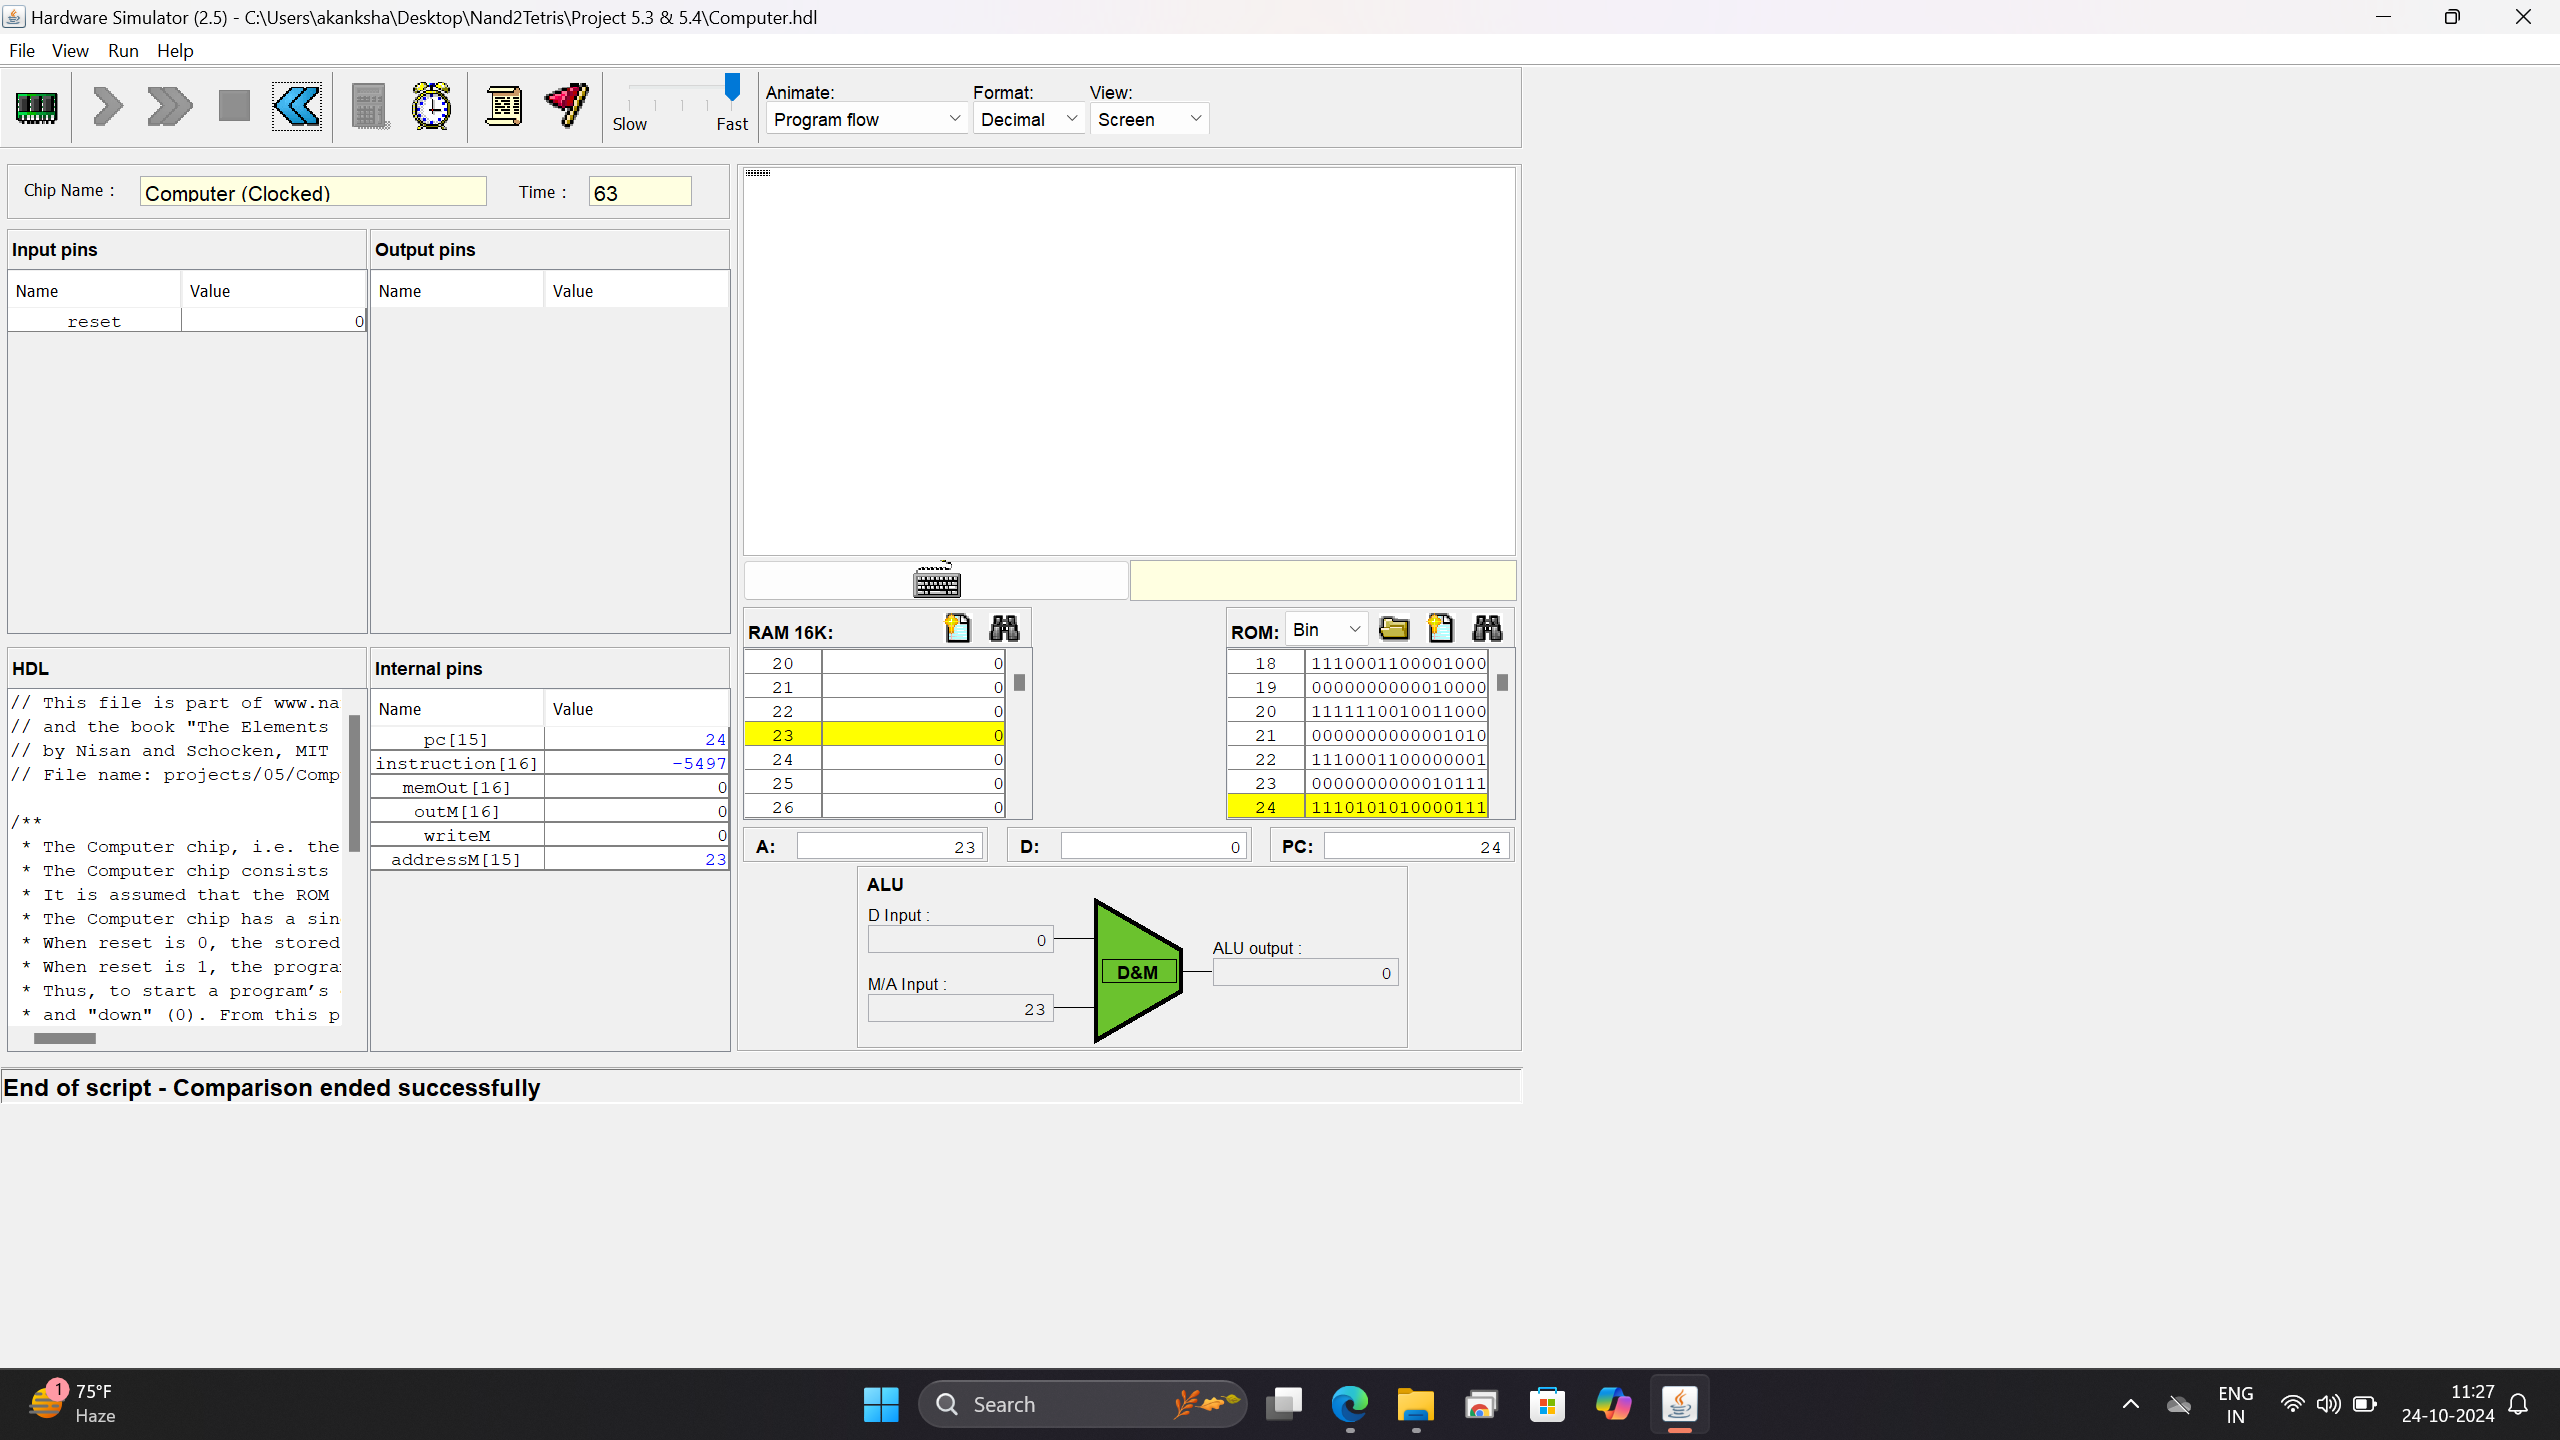 Hardware Simulator (2.5) - C:\Users\akanksha\Desktop\Nand2Tetris\Project 5.3 & 5.4\Computer.hdl
File View Run Help
Slow Fast
Animate: Format: View:
Program flow Decimal Screen
Chip Name : Computer (Clocked) Time : 63
Input pins
Name Value
reset 0
Output pins
Name Value
HDL
// This file is part of www.na
// and the book "The Elements
// by Nisan and Schocken, MIT
// File name: projects/05/Comp
/**
* The Computer chip, i.e. the
* The Computer chip consists
* It is assumed that the ROM
* The Computer chip has a sin
* When reset is 0, the stored
* When reset is 1, the progra
* Thus, to start a program’s
* and "down" (0). From this p
Internal pins
Name Value
pc[15] 24
instruction[16] -5497
memOut[16] 0
outM[16] 0
writeM 0
addressM[15] 23
RAM 16K:
20 0
21 0
22 0
23 0
24 0
25 0
26 0
ROM: Bin
18 1110001100001000
19 0000000000010000
20 1111110010011000
21 0000000000001010
22 1110001100000001
23 0000000000010111
24 1110101010000111
A: 23 D: 0 PC: 24
ALU
D Input :
0
M/A Input :
23
D&M
ALU output :
0
End of script - Comparison ended successfully
1
75°F
Haze
Search
ENG
IN
11:27
24-10-2024